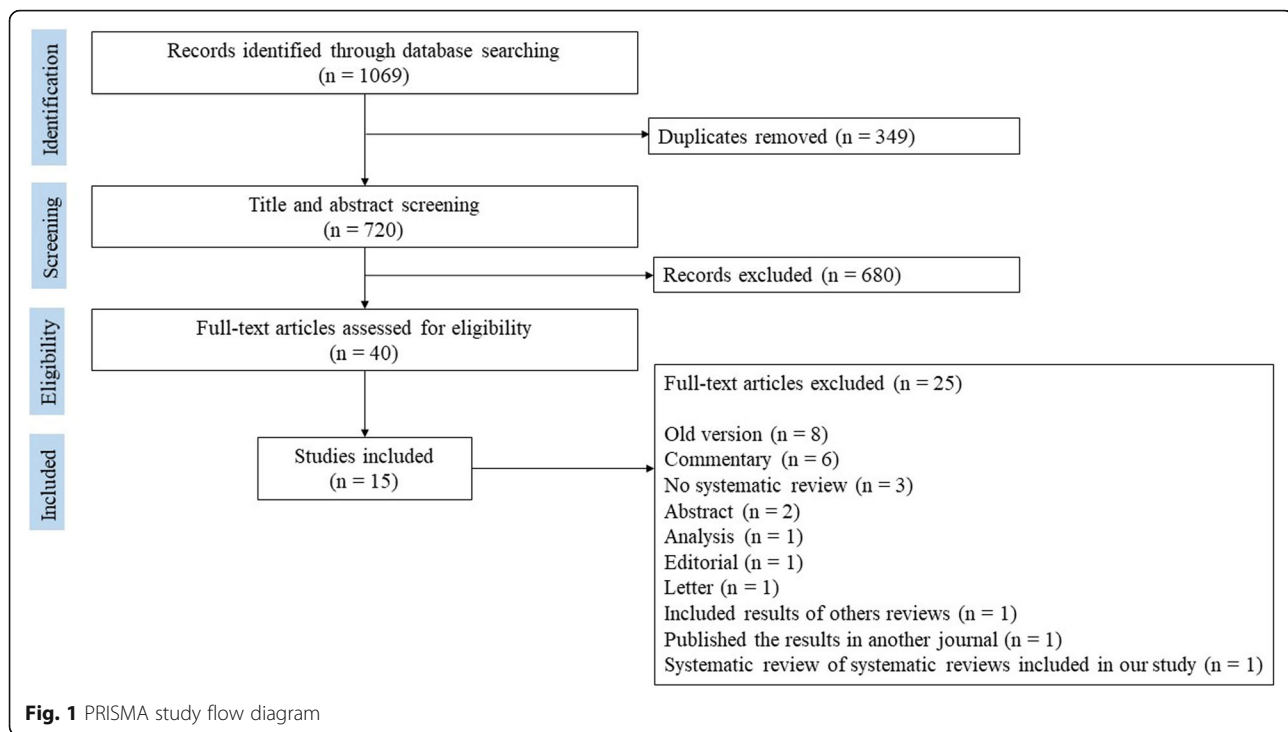 Identification
Records identified through database searching
(n = 1069)
Duplicates removed (n = 349)
Screening
Title and abstract screening
(n = 720)
Records excluded (n = 680)
Eligibility
Full-text articles assessed for eligibility
(n = 40)
Full-text articles excluded (n = 25)
Old version (n = 8)
Commentary (n = 6)
No systematic review (n = 3)
Abstract (n = 2)
Analysis (n = 1)
Editorial (n = 1)
Letter (n = 1)
Included results of others reviews (n = 1)
Published the results in another journal (n = 1)
Systematic review of systematic reviews included in our study (n = 1)
Included
Studies included
(n = 15)
Fig. 1 PRISMA study flow diagram